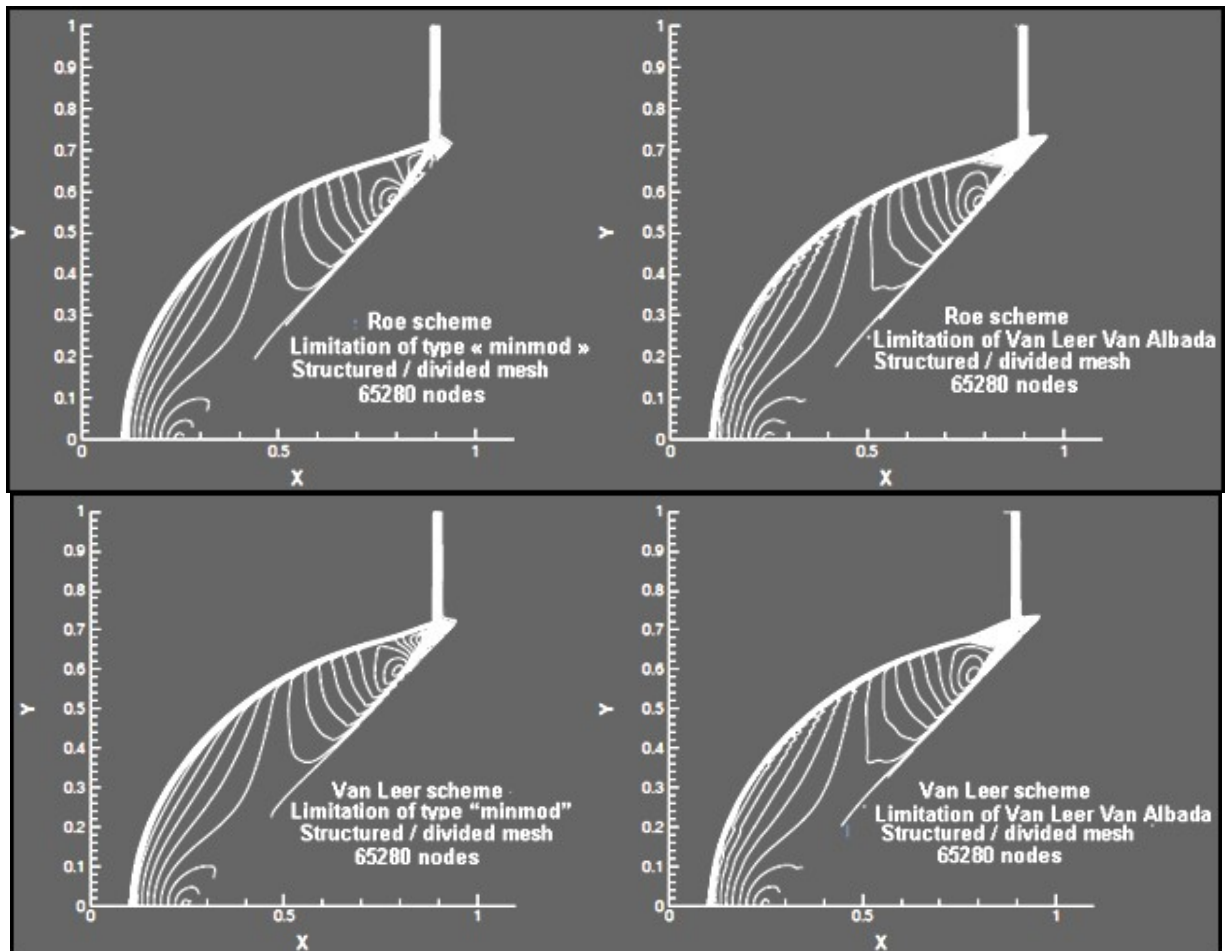 1
0.9
0.8
0.7
0.6
Y 0.5
0.4
0.3
0.2
0.1
0
0 0.5 1
X
Roe scheme
Limitation of type « minmod »
Structured / divided mesh
65280 nodes
1
0.9
0.8
0.7
0.6
Y 0.5
0.4
0.3
0.2
0.1
0
0 0.5 1
X
Roe scheme
Limitation of Van Leer Van Albada
Structured / divided mesh
65280 nodes
1
0.9
0.8
0.7
0.6
Y 0.5
0.4
0.3
0.2
0.1
0
0 0.5 1
X
Van Leer scheme
Limitation of type “minmod”
Structured / divided mesh
65280 nodes
1
0.9
0.8
0.7
0.6
Y 0.5
0.4
0.3
0.2
0.1
0
0 0.5 1
X
Van Leer scheme
Limitation of Van Leer Van Albada
Structured / divided mesh
65280 nodes